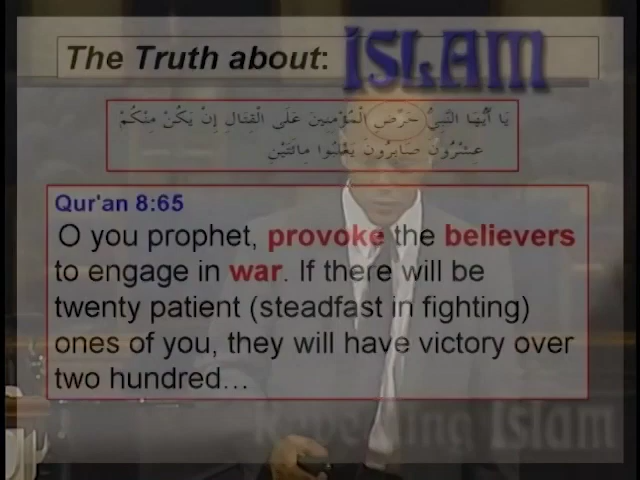 The Truth about: ISLAM
يَا أَيُّهَا النَّبِيُّ حَرِّضِ الْمُؤْمِنِينَ عَلَى الْقِتَالِ إِنْ يَكُنْ مِنْكُمْ
عِشْرُونَ صَابِرُونَ يَغْلِبُوا مِائَتَيْنِ
Qur'an 8:65
O you prophet, provoke the believers
to engage in war. If there will be
twenty patient (steadfast in fighting)
ones of you, they will have victory over
two hundred...
Islam